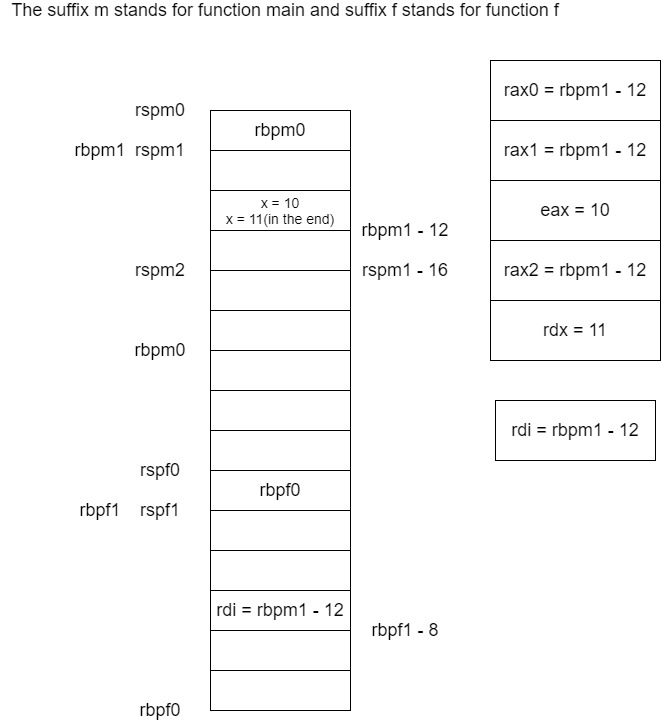 The suffix m stands for function main and suffix f stands for function f
rax0 = rbpm1 - 12
rspm0
rbpm0
rbpm1 rspm1
rax1 = rbpm1 - 12
x = 10
x = 11(in the end)
eax = 10
rbpm1 - 12
rspm2
rspm1 - 16
rax2 = rbpm1 - 12
rdx = 11
rbpm0
rdi = rbpm1 - 12
rspf0
rbpf0
rbpf1 rspf1
rdi = rbpm1 - 12
rbpf1 - 8
rbpf0